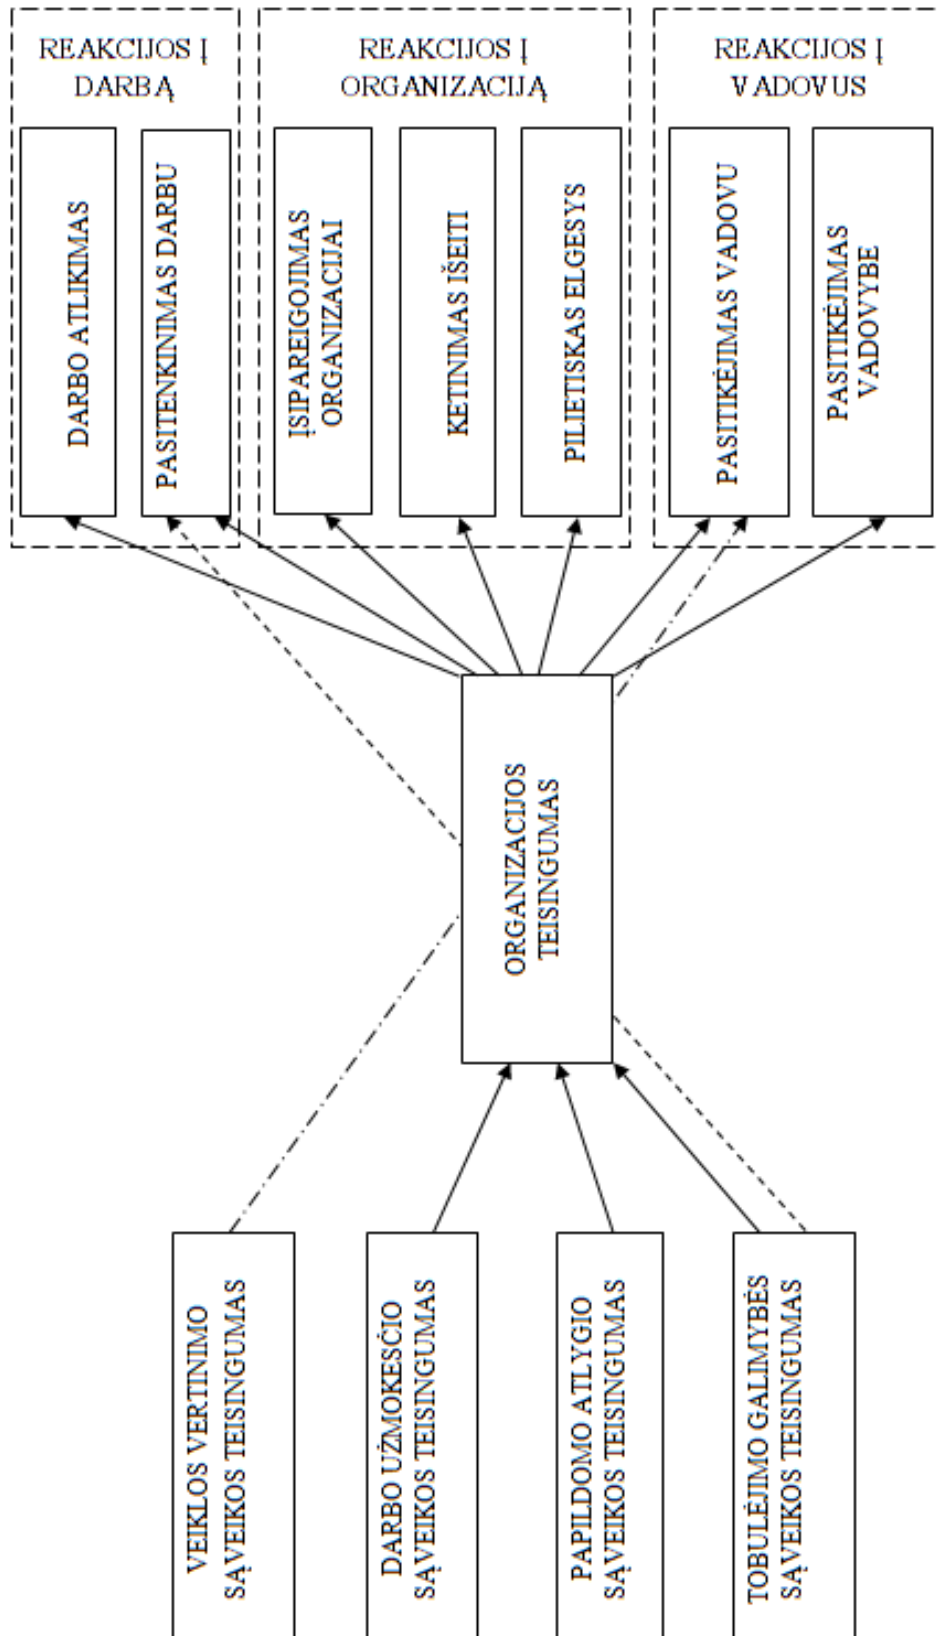 REAKCIJOS Į
DARBĄ
REAKCIJOS Į
ORGANIZACIJĄ
REAKCIJOS Į
VADOVUS
DARBO ATLIKIMAS
PASITENKINIMAS DARBU
ĮSIPAREIGOJIMAS
ORGANIZACIJAI
KETINIMAS IŠEITI
PILIETISKAS ELGESYS
PASITIKĖJIMAS VADOVU
PASITIKĖJIMAS
VADOVYBE
ORGANIZACIJOS
TEISINGUMAS
VEIKLOS VERTINIMO
SĄVEIKOS TEISINGUMAS
DARBO UŽMOKESČIO
SĄVEIKOS TEISINGUMAS
PAPILDOMO ATLYGIO
SĄVEIKOS TEISINGUMAS
TOBULĖJIMO GALIMYBĖS
SĄVEIKOS TEISINGUMAS